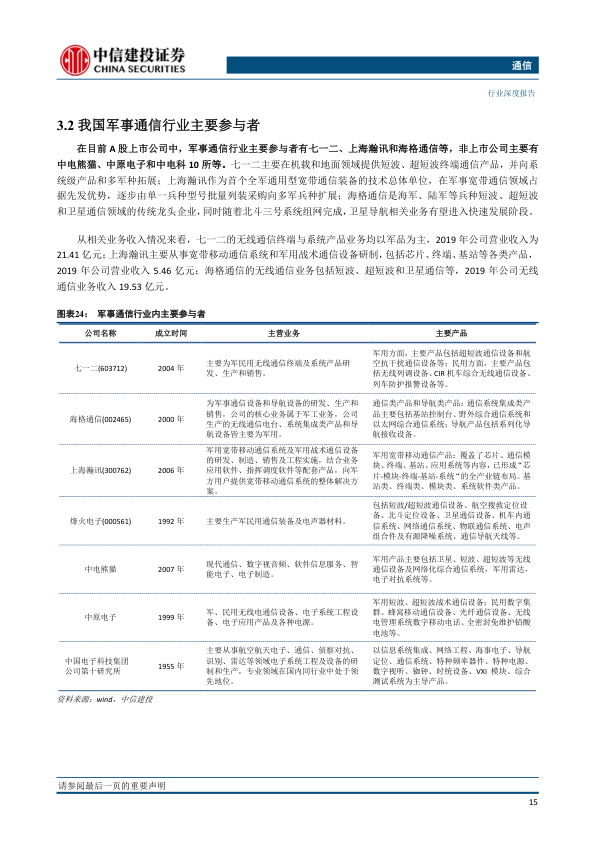 中信建投证券
CHINA SECURITIES
通信
行业深度报告
3.2 我国军事通信行业主要参与者
在目前 A 股上市公司中，军事通信行业主要参与者有七一二、上海瀚讯和海格通信等，非上市公司主要有
中电熊猫、中原电子和中电科 10 所等。七一二主要在机载和地面领域提供短波、超短波终端通信产品，并向系
统级产品和多军种拓展；上海瀚讯作为首个全军通用型宽带通信装备的技术总体单位，在军事宽带通信领域占
据先发优势，逐步由单一兵种型号批量列装采购向多军兵种扩展；海格通信是海军、陆军等兵种短波、超短波
和卫星通信领域的传统龙头企业，同时随着北斗三号系统组网完成，卫星导航相关业务有望进入快速发展阶段。
从相关业务收入情况来看，七一二的无线通信终端与系统产品业务均以军品为主，2019 年公司营业收入为
21.41 亿元；上海瀚讯主要从事宽带移动通信系统和军用战术通信设备研制，包括芯片、终端、基站等各类产品，
2019 年公司营业收入 5.46 亿元；海格通信的无线通信业务包括短波、超短波和卫星通信等，2019 年公司无线
通信业务收入 19.53 亿元。
图表24： 军事通信行业内主要参与者
公司名称 成立时间 主营业务 主要产品
七一二(603712) 2004 年
主要为军民用无线通信终端及系统产品研
发、生产和销售。
军用方面，主要产品包括超短波通信设备和航
空抗干扰通信设备等；民用方面，主要产品包
括无线列调设备、CIR 机车综合无线通信设备、
列车防护报警设备等。
海格通信(002465) 2000 年
为军事通信设备和导航设备的研发、生产和
销售，公司的核心业务属于军工业务，公司
生产的无线通信电台、系统集成类产品和导
航设备皆主要为军用。
通信类产品和导航类产品：通信系统集成类产
品主要包括基站控制台、野外综合通信系统和
以太网综合通信系统；导航产品包括系列化导
航接收设备。
上海瀚讯(300762) 2006 年
军用宽带移动通信系统及军用战术通信设备
的研发、制造、销售及工程实施，结合业务
应用软件、指挥调度软件等配套产品，向军
方用户提供宽带移动通信系统的整体解决方
案。
军用宽带移动通信产品：覆盖了芯片、通信模
块、终端、基站、应用系统等内容，已形成“芯
片-模块-终端-基站-系统”的全产业链布局。基
站类、终端类、模块类、系统软件类产品。
烽火电子(000561) 1992 年
主要生产军民用通信装备及电声器材料。
包括短波/超短波通信设备、航空搜救定位设
备、北斗定位设备、卫星通信设备、机车内通
信系统、网络通信系统、物联通信系统、电声
组合件及有源降噪系统、通信导航天线等。
中电熊猫 2007 年
现代通信、数字视音频、软件信息服务、智
能电子、电子制造。
军用产品主要包括卫星、短波、超短波等无线
通信设备及网络化综合通信系统，军用雷达，
电子对抗系统等。
中原电子 1999 年
军、民用无线电通信设备、电子系统工程设
备、电子应用产品及各种电源。
军用短波、超短波战术通信设备；民用数字集
群、蜂窝移动通信设备、光纤通信设备、无线
电管理系统数字移动电话、全密封免维护铅酸
电池等。
中国电子科技集团
公司第十研究所
1955 年
主要从事航空航天电子、通信、侦察对抗、
识别、雷达等领域电子系统工程及设备的研
制和生产，专业领域在国内同行业中处于领
先地位。
以信息系统集成、网络工程、海事电子、导航
定位、通信系统、特种频率器件、特种电源、
数字视听、铷钟、时统设备、VXI 模块、综合
测试系统为主导产品。
资料来源：wind，中信建投
请参阅最后一页的重要声明
15